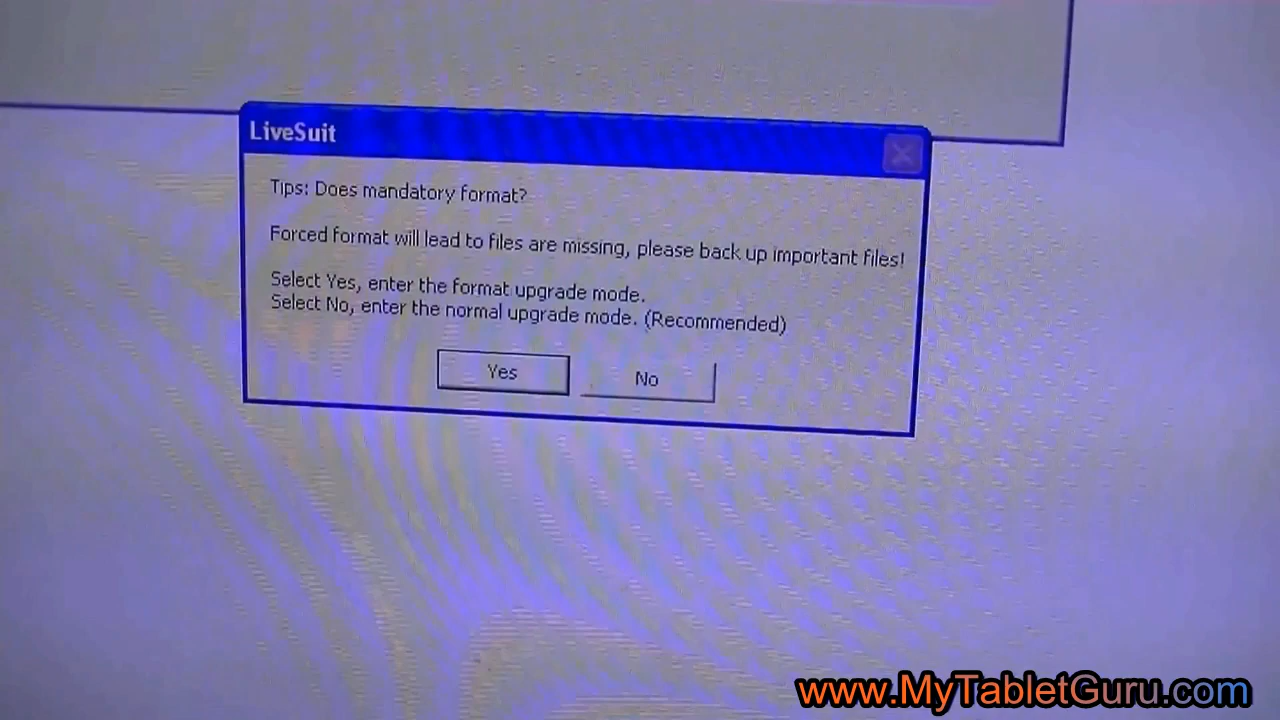 LiveSuit
Tips: Does mandatory format?
Forced format will lead to files are missing, please back up important files!
Select Yes, enter the format upgrade mode.
Select No, enter the normal upgrade mode. (Recommended)
Yes
No
www.MyTabletGuru.com